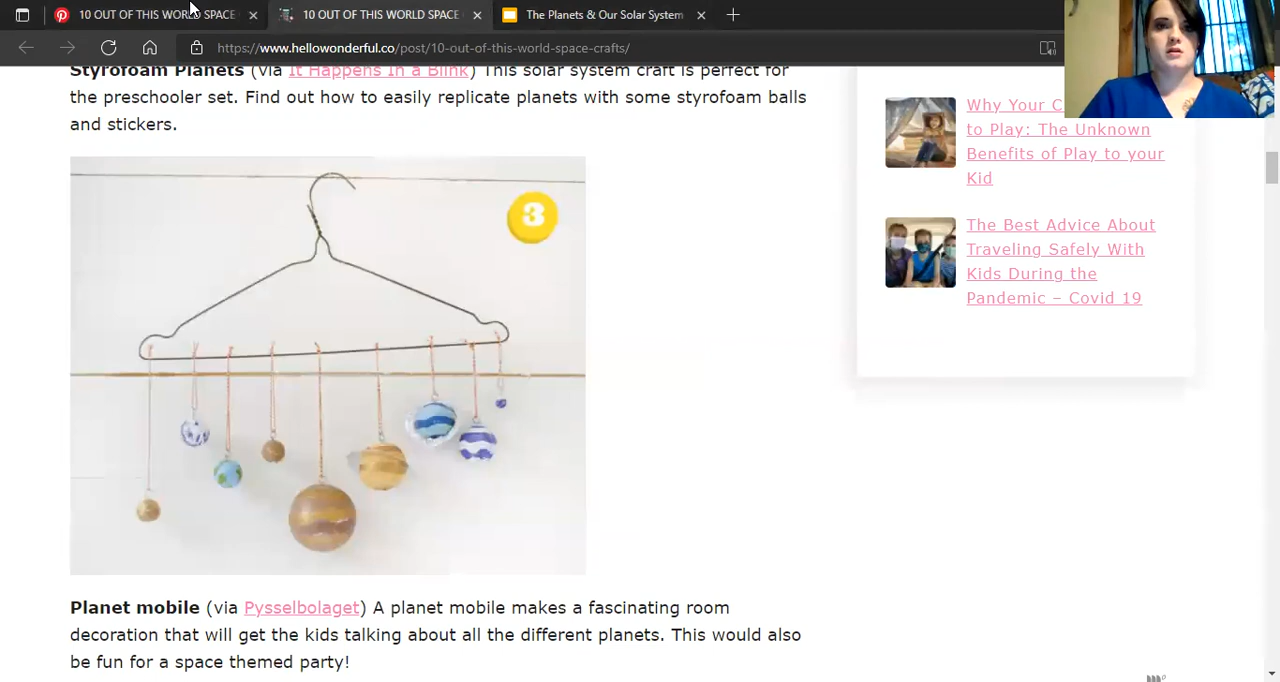 10 OUT OF THIS WORLD SPACE
10 OUT OF THIS WORLD SPACE
The Planets & Our Solar System
https://www.hellowonderful.co/post/10-out-of-this-world-space-crafts/
Styrofoam Planets (via It Happens In a Blink) This solar system craft is perfect for
the preschooler set. Find out how to easily replicate planets with some styrofoam balls
and stickers.
3
Planet mobile (via Pysselbolaget) A planet mobile makes a fascinating room
decoration that will get the kids talking about all the different planets. This would also
be fun for a space themed party!
Why Your C
to Play: The Unknown
Benefits of Play to your
Kid
The Best Advice About
Traveling Safely With
Kids During the
Pandemic – Covid 19